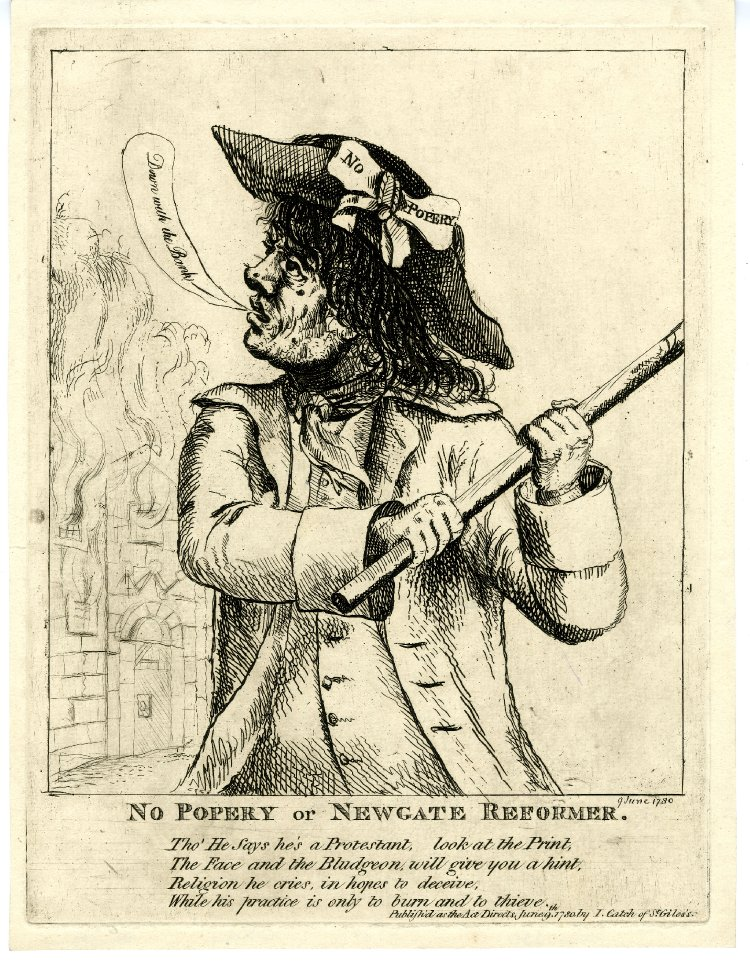 Down with the Bank
No
POPERY
9 June 1780
NO POPERY or NEWGATE REFORMER.
Tho' He Says he's a Protestant, look at the Print,
The Face and the Bludgeon, will give you a hint,
Religion he cries, in hopes to deceive,
While his practice is only to burn and to thieve.
Publish'd as the Act Directs, June 9th. 1780. by I. Catch of St. Giles's.